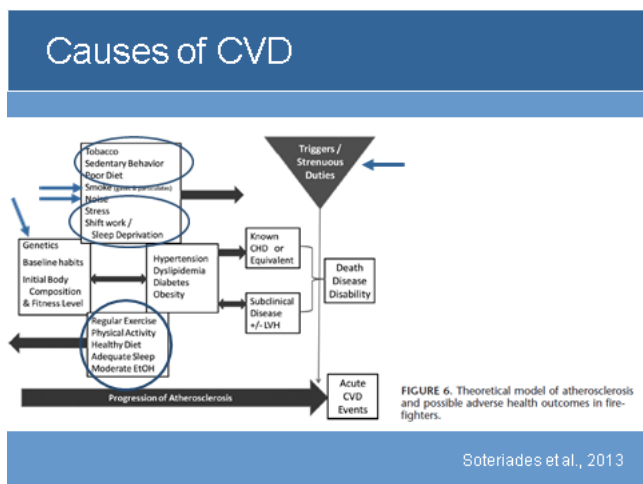 Causes of CVD
Tobacco
Sedentary Behavior
Poor Diet
Smoke (gases & particulates)
Noise
Stress
Shift work /
Sleep Deprivation
Triggers /
Strenuous
Duties
Genetics
Baseline habits
Initial Body
Composition
& Fitness Level
Hypertension
Dyslipidemia
Diabetes
Obesity
Known
CHD or
Equivalent
Subclinical
Disease
+/- LVH
Death
Disease
Disability
Regular Exercise
Physical Activity
Healthy Diet
Adequate Sleep
Moderate EtOH
Progression of Atherosclerosis
Acute
CVD
Events
FIGURE 6. Theoretical model of atherosclerosis
and possible adverse health outcomes in fire-
fighters.
Soteriades et al., 2013